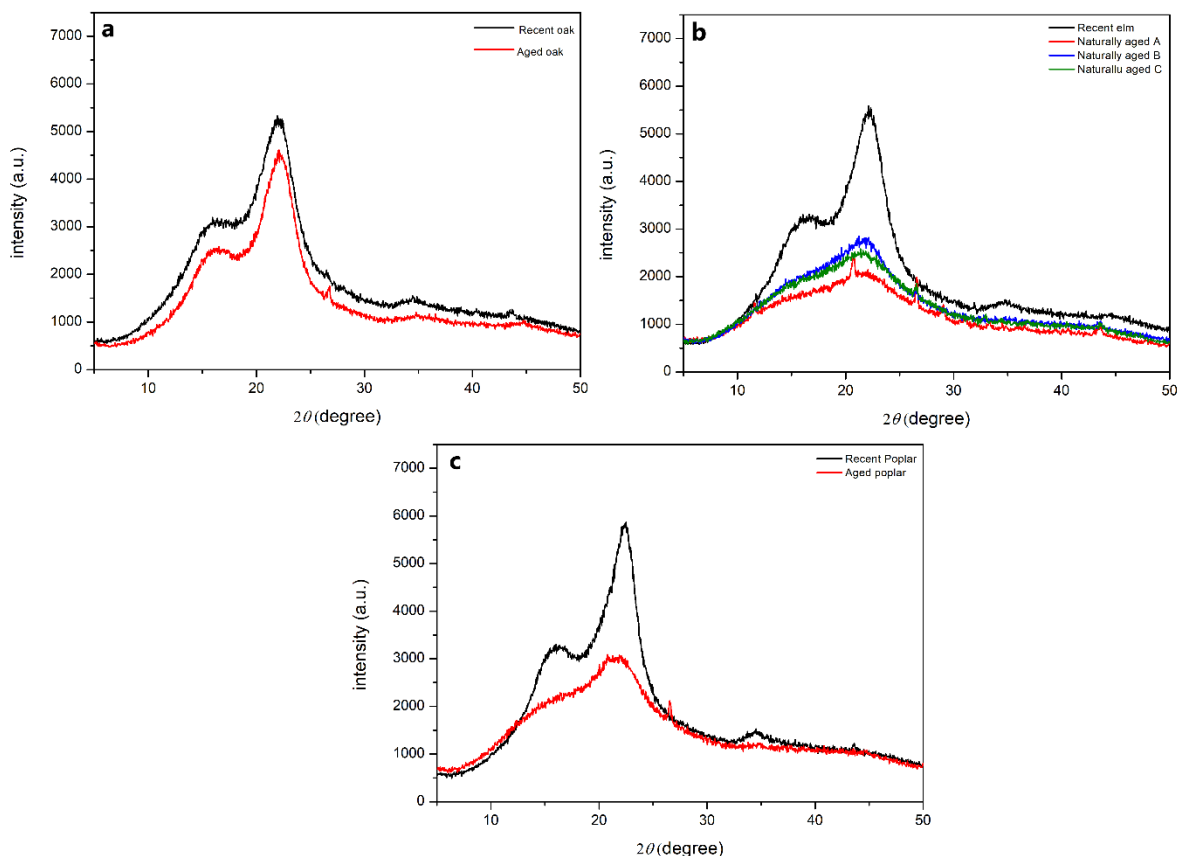 a
Recent oak
Aged oak
7000
6000
5000
4000
3000
2000
1000
0
intensity (a.u.)
10 20 30 40 50
2θ (degree)
b
Recent elm
Naturally aged A
Naturally aged B
Naturallu aged C
7000
6000
5000
4000
3000
2000
1000
0
intensity (a.u.)
10 20 30 40 50
2θ (degree)
c
Recent Poplar
Aged poplar
7000
6000
5000
4000
3000
2000
1000
0
intensity (a.u.)
10 20 30 40 50
2θ (degree)